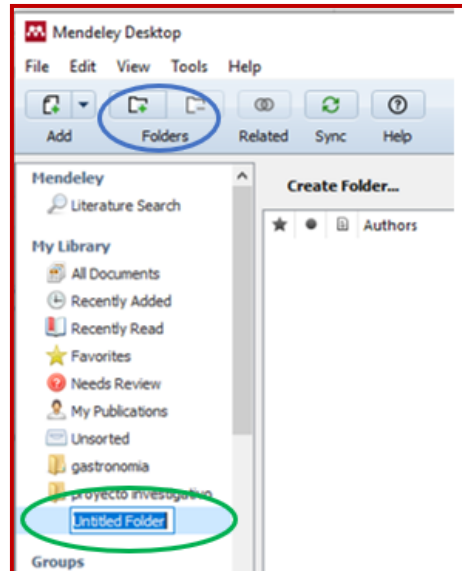 Mendeley Desktop
File Edit View Tools Help
Add Folders Related Sync Help
Mendeley
Literature Search
My Library
All Documents
Recently Added
Recently Read
Favorites
Needs Review
My Publications
Unsorted
gastronomia
proyecto investigativo
Untitled Folder
Groups
Create Folder...
Authors